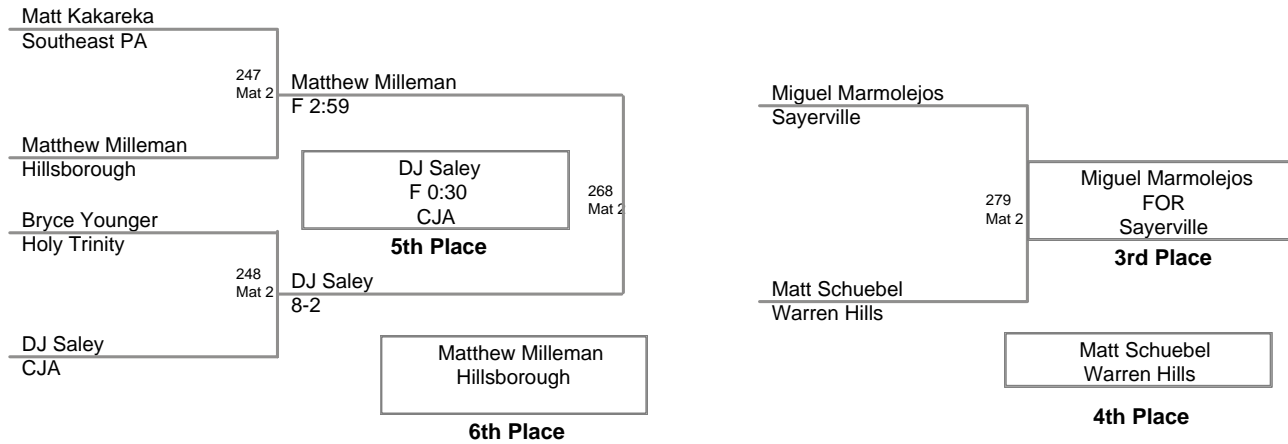 Matt Kakareka
Southeast PA
247
Mat 2
Matthew Milleman
F 2:59
Matthew Milleman
Hillsborough
DJ Saley
F 0:30
CJA
5th Place
268
Mat 2
Bryce Younger
Holy Trinity
248
Mat 2
DJ Saley
8-2
DJ Saley
CJA
Matthew Milleman
Hillsborough
6th Place
Miguel Marmolejos
Sayerville
279
Mat 2
Miguel Marmolejos
FOR
Sayerville
3rd Place
Matt Schuebel
Warren Hills
Matt Schuebel
Warren Hills
4th Place